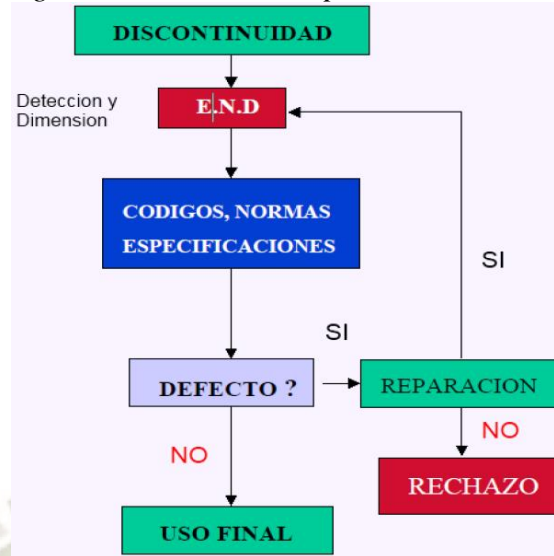 DISCONTINUIDAD
Deteccion y
Dimension
E.N.D
CODIGOS, NORMAS
ESPECIFICACIONES
SI
SI
DEFECTO ?
REPARACION
NO
NO
RECHAZO
USO FINAL